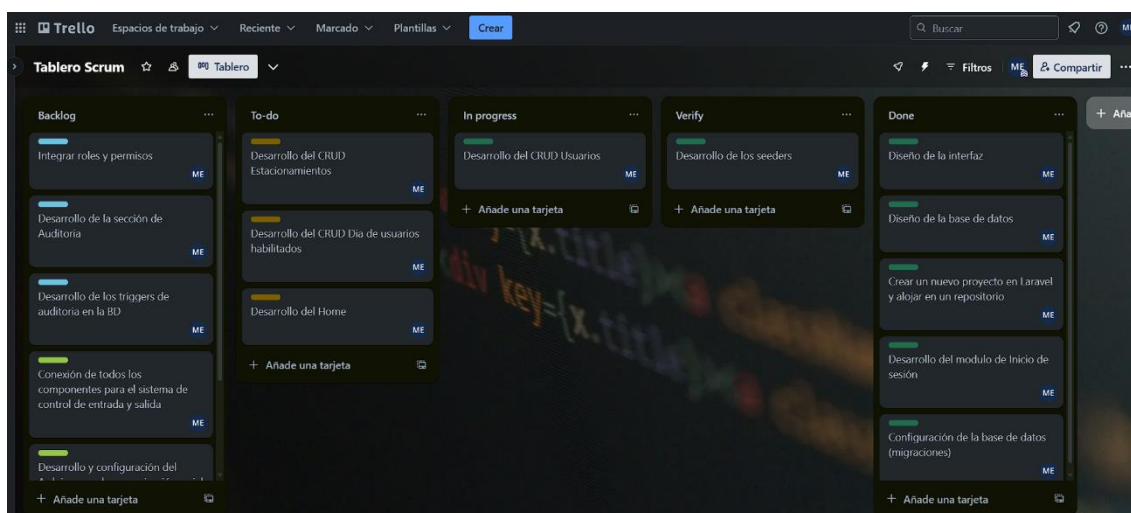 Trello Espacios de trabajo Reciente Marcado Plantillas Crear Buscar
Tablero Scrum Tablero Filtros ME Compartir
Backlog
Integrar roles y permisos
ME
Desarrollo de la sección de
Auditoria
ME
Desarrollo de los triggers de
auditoria en la BD
ME
Conexión de todos los
componentes para el sistema de
control de entrada y salida
ME
Desarrollo y configuración del
+ Añade una tarjeta
To-do
Desarrollo del CRUD
Estacionamientos
ME
Desarrollo del CRUD Dia de usuarios
habilitados
ME
Desarrollo del Home
ME
+ Añade una tarjeta
In progress
Desarrollo del CRUD Usuarios
ME
+ Añade una tarjeta
Verify
Desarrollo de los seeders
ME
+ Añade una tarjeta
Done
Diseño de la interfaz
ME
Diseño de la base de datos
ME
Crear un nuevo proyecto en Laravel
y alojar en un repositorio
ME
Desarrollo del modulo de Inicio de
sesión
ME
Configuración de la base de datos
(migraciones)
ME
+ Añade una tarjeta
+ Aña
{x.title}
div key={x.title}